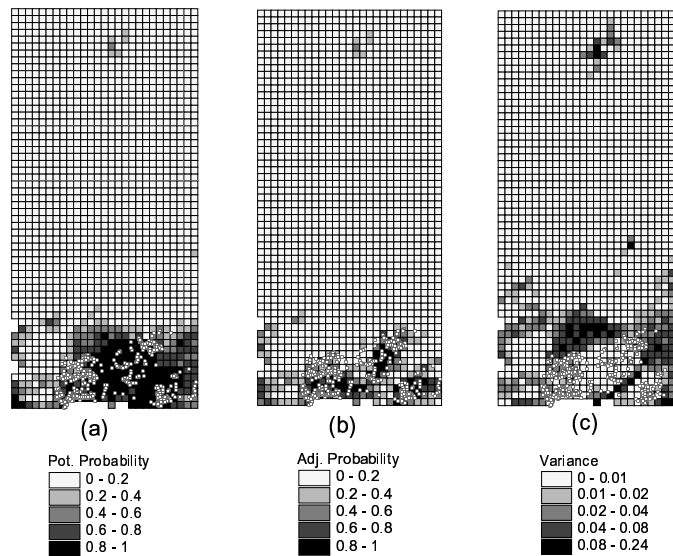 (a)
(b)
(c)
Pot. Probability
0 - 0.2
0.2 - 0.4
0.4 - 0.6
0.6 - 0.8
0.8 - 1
Adj. Probability
0 - 0.2
0.2 - 0.4
0.4 - 0.6
0.6 - 0.8
0.8 - 1
Variance
0 - 0.01
0.01 - 0.02
0.02 - 0.04
0.04 - 0.08
0.08 - 0.24